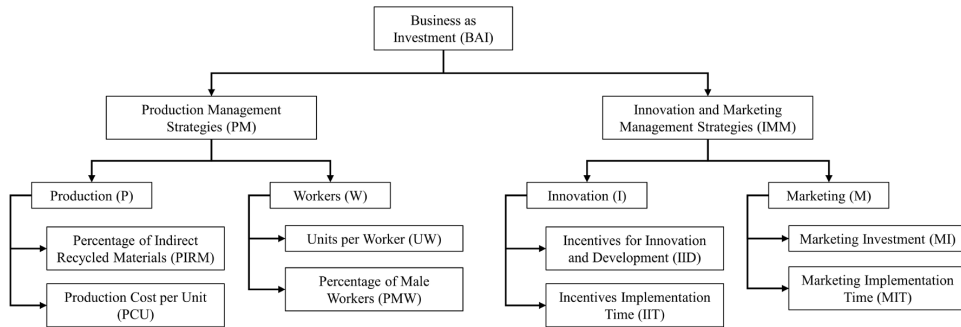 Business as
Investment (BAI)
Production Management
Strategies (PM)
Innovation and Marketing
Management Strategies (IMM)
Production (P)
Workers (W)
Innovation (I)
Marketing (M)
Percentage of Indirect
Recycled Materials (PIRM)
Units per Worker (UW)
Incentives for Innovation
and Development (IID)
Marketing Investment (MI)
Production Cost per Unit
(PCU)
Percentage of Male
Workers (PMW)
Incentives Implementation
Time (IIT)
Marketing Implementation
Time (MIT)